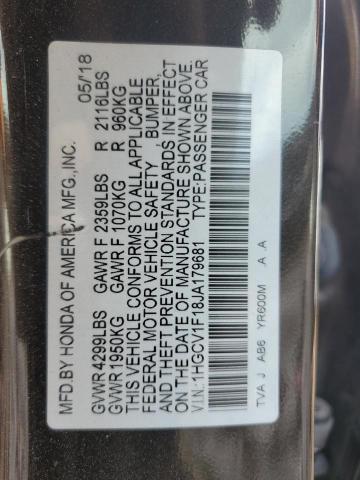 MFD.BY HONDA OF AMERICA MFG.,INC. 05/18
GVWR 4299LBS GAWR F 2359LBS R 2116LBS
GVWR 1950KG GAWR F 1070KG R 960KG
THIS VEHICLE CONFORMS TO ALL APPLICABLE
FEDERAL MOTOR VEHICLE SAFETY , BUMPER,
AND THEFT PREVENTION STANDARDS IN EFFECT
ON THE DATE OF MANUFACTURE SHOWN ABOVE.
V.I.N.:1HGCV1F18JA179681 TYPE:PASSENGER CAR
TVA J AB6 YR600M A A